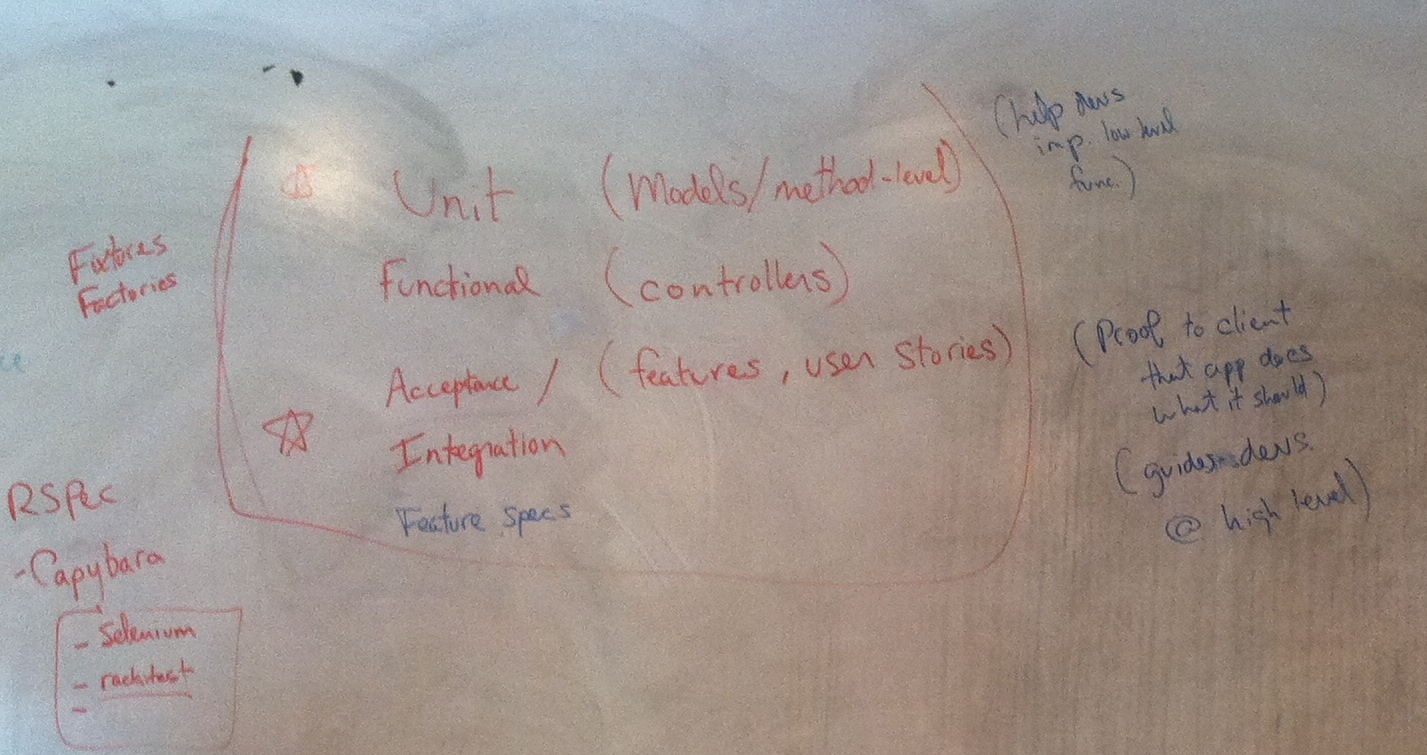 Unit (Models/method-level)
(help devs
imp. low level
func.)
Fixtures
Factories
Functional (controllers)
Acceptance / (features, user stories)
Integration
Feature specs
(Proof to client
that app does
what it should)
(guides devs
@ high level)
RSpec
-Capybara
- Selenium
- rack-test
-